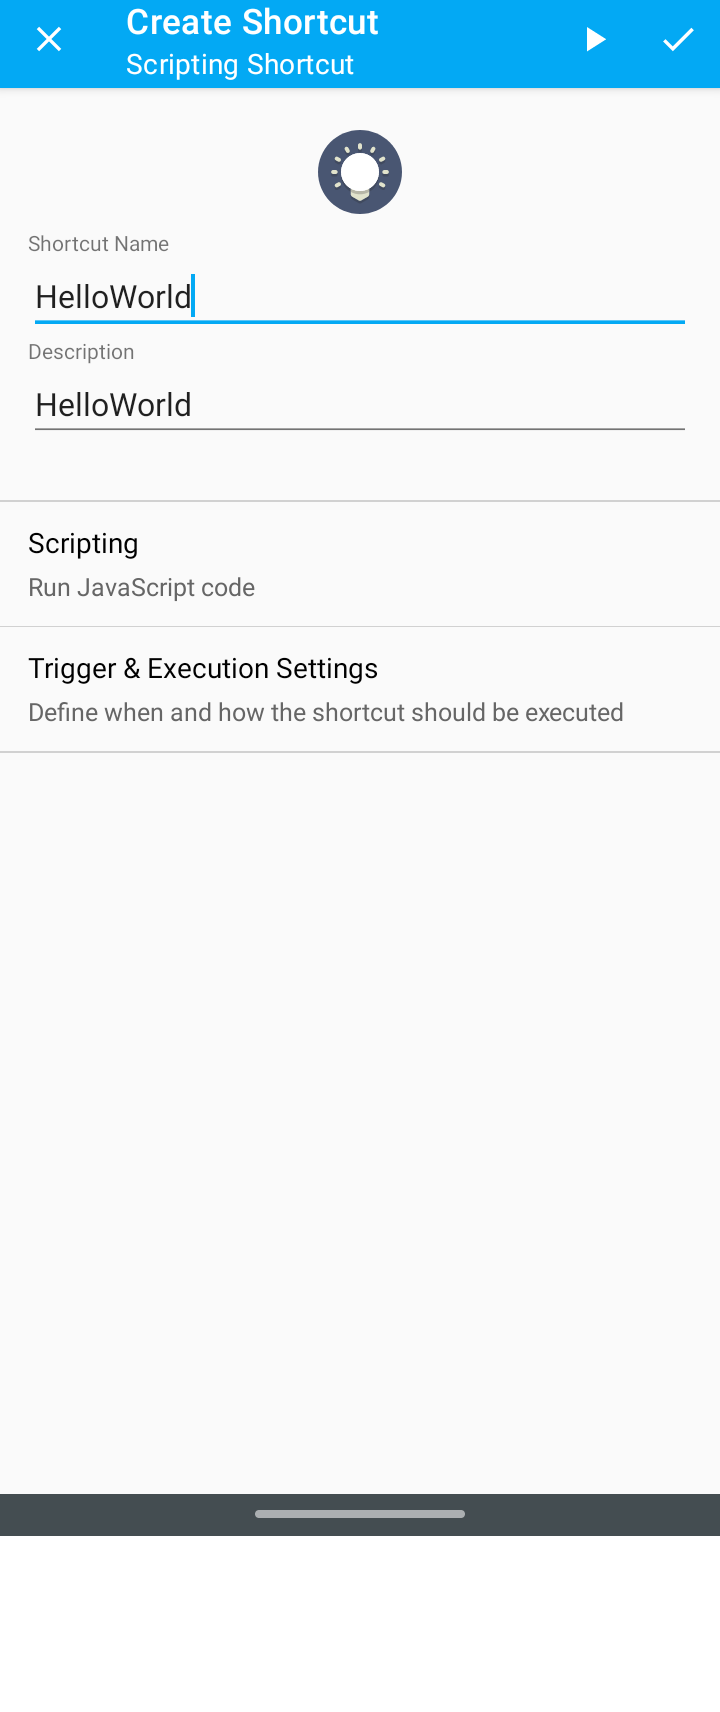 Create Shortcut
Scripting Shortcut
Shortcut Name
HelloWorld
Description
HelloWorld
Scripting
Run JavaScript code
Trigger & Execution Settings
Define when and how the shortcut should be executed